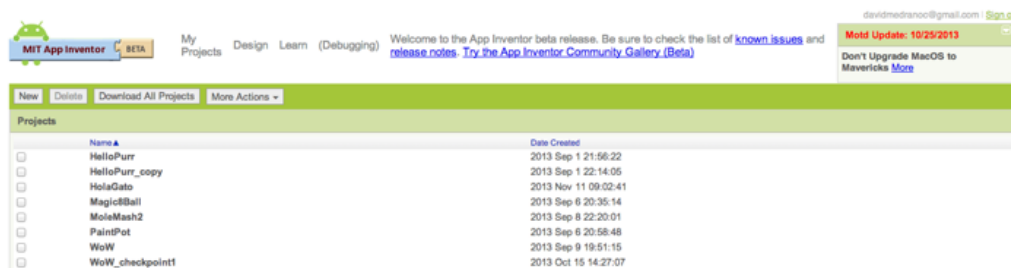 davidmedranoc@gmail.com | Sign o
MIT App Inventor BETA
My Projects Design Learn (Debugging)
Welcome to the App Inventor beta release. Be sure to check the list of known issues and
release notes. Try the App Inventor Community Gallery (Beta)
Motd Update: 10/25/2013
Don't Upgrade MacOS to
Mavericks More
New Delete Download All Projects More Actions
Projects
Name Date Created
HelloPurr 2013 Sep 1 21:56:22
HelloPurr_copy 2013 Sep 1 22:14:05
HolaGato 2013 Nov 11 09:02:41
Magic8Ball 2013 Sep 6 20:35:14
MoleMash2 2013 Sep 8 22:20:01
PaintPot 2013 Sep 6 20:58:48
WoW 2013 Sep 9 19:51:15
WoW_checkpoint1 2013 Oct 15 14:27:07